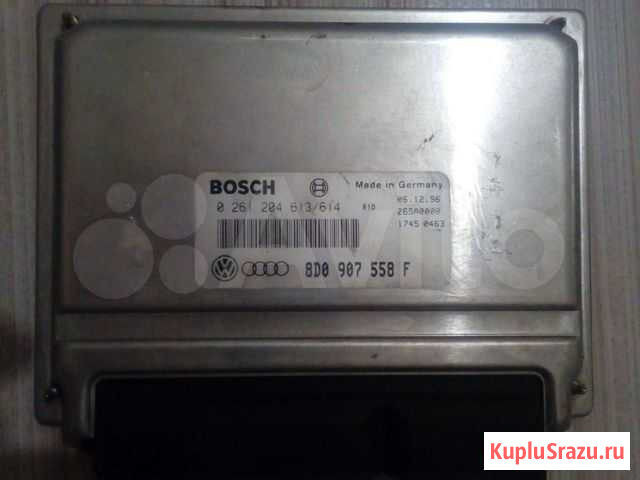 BOSCH Made in Germany
0 261 204 613/614 05.12.96
1745 0463
8D0 907 558 F
Avito
KupluSrazu.ru